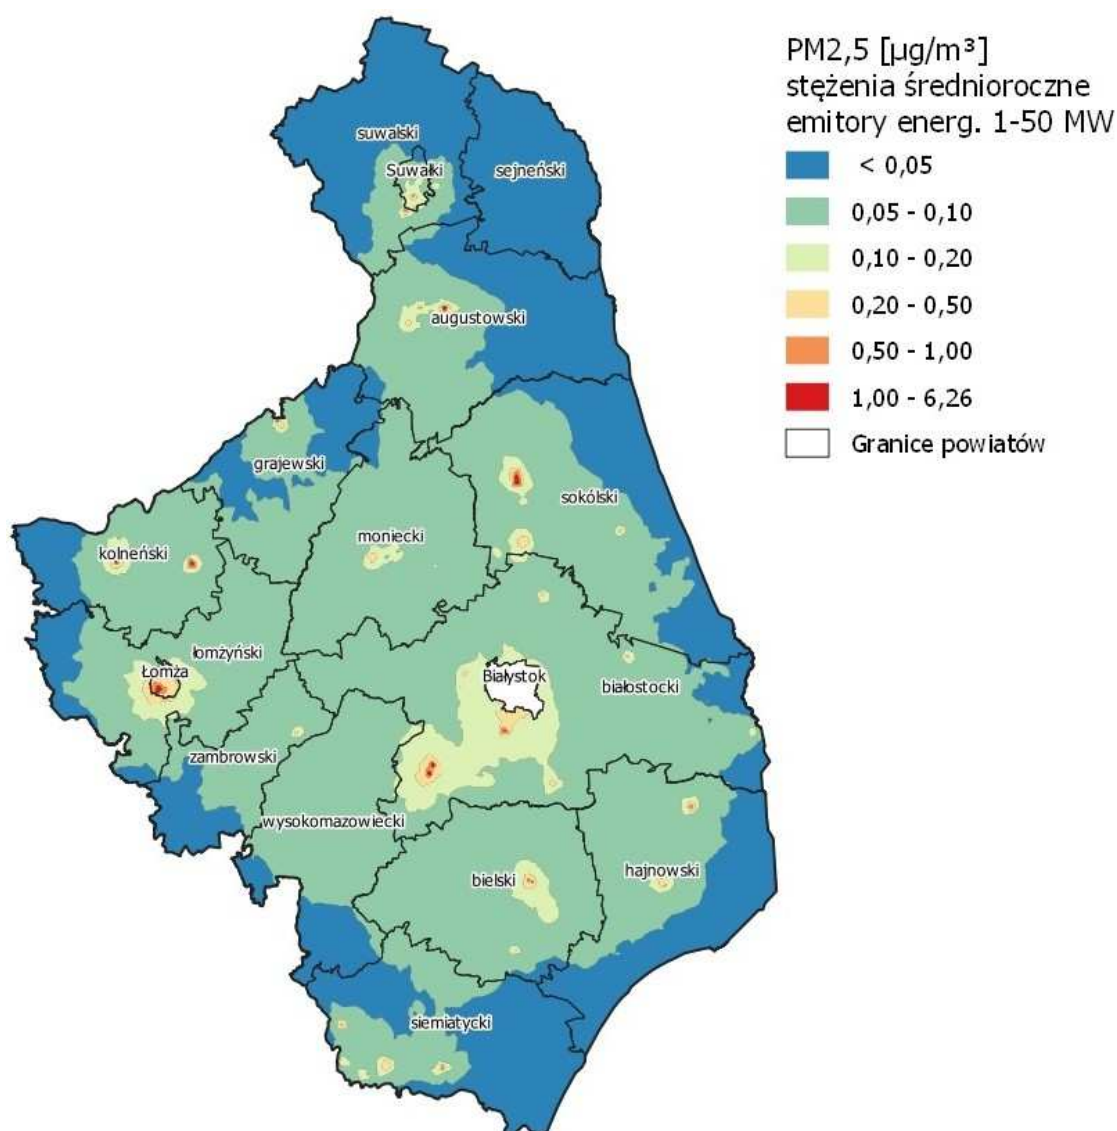 PM2,5 [µg/m³]
stężenia średnioroczne
emitory energ. 1-50 MW
< 0,05
0,05 - 0,10
0,10 - 0,20
0,20 - 0,50
0,50 - 1,00
1,00 - 6,26
Granice powiatów
suwalski
Suwałki
sejneński
augustowski
grajewski
sokólski
moniecki
kolneński
łomżyński
Łomża
Białystok
białostocki
zambrowski
wysokomazowiecki
bielski
hajnowski
siemiatycki